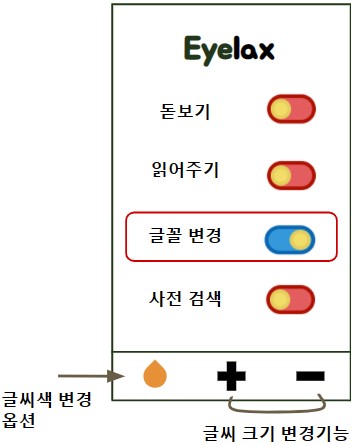 Eyelax
돋보기
읽어주기
글꼴 변경
사전 검색
글씨색 변경
옵션
글씨 크기 변경기능